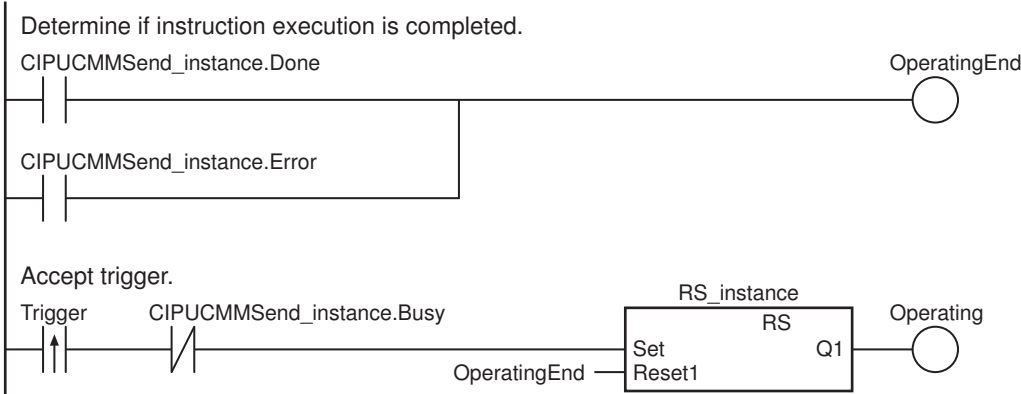 Determine if instruction execution is completed.
CIPUCMMSend_instance.Done OperatingEnd
CIPUCMMSend_instance.Error
Accept trigger.
RS_instance
Trigger CIPUCMMSend_instance.Busy RS Operating
Set Q1
OperatingEnd Reset1